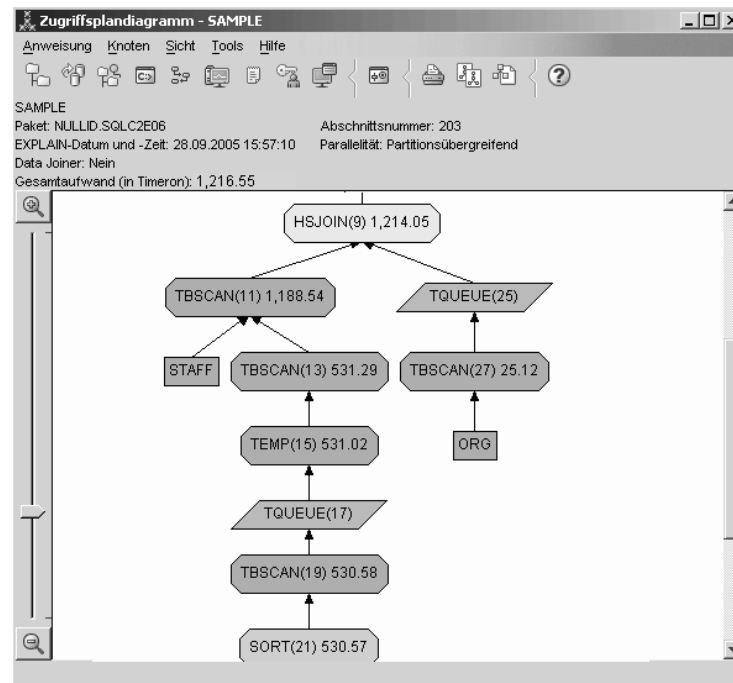 Zugriffsplandiagramm - SAMPLE
Anweisung Knoten Sicht Tools Hilfe
SAMPLE
Paket: NULLID.SQLC2E06 Abschnittsnummer: 203
EXPLAIN-Datum und -Zeit: 28.09.2005 15:57:10 Parallelität: Partitionsübergreifend
Data Joiner: Nein
Gesamtaufwand (in Timeron): 1,216.55
HSJOIN(9) 1,214.05
TBSCAN(11) 1,188.54 TQUEUE(25)
STAFF TBSCAN(13) 531.29 TBSCAN(27) 25.12
TEMP(15) 531.02 ORG
TQUEUE(17)
TBSCAN(19) 530.58
SORT(21) 530.57